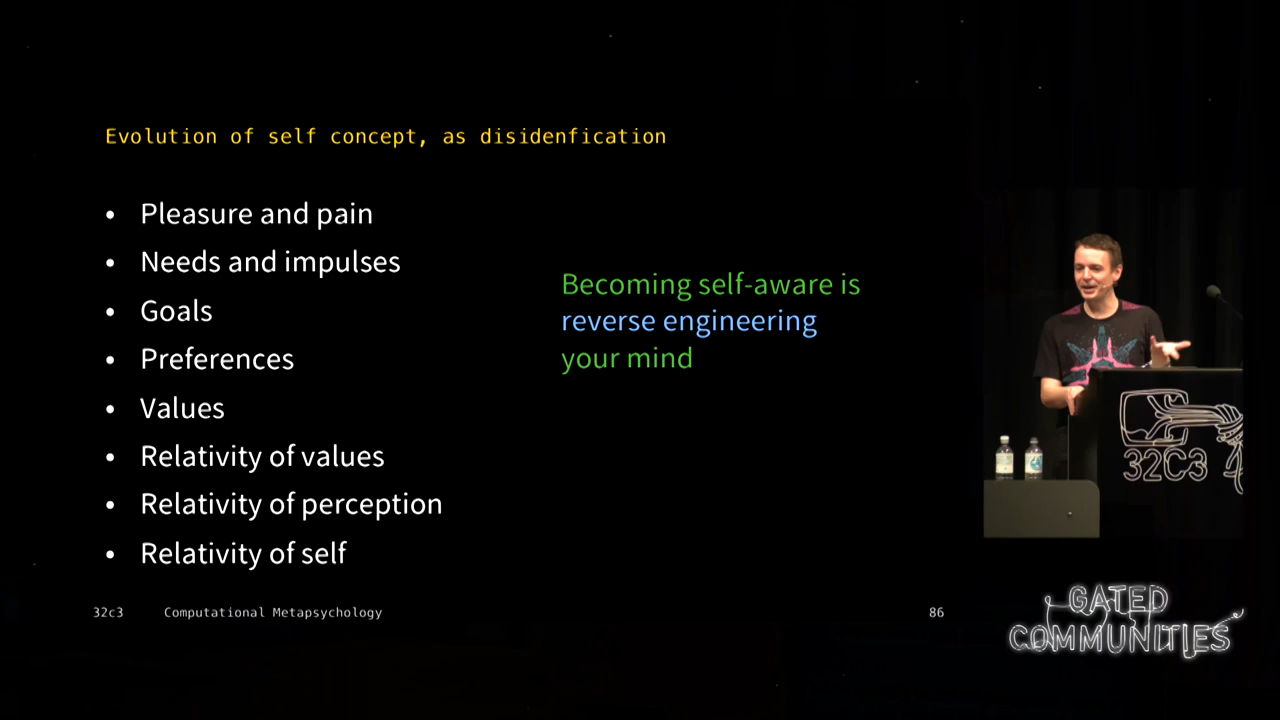 Evolution of self concept, as disidenfication
• Pleasure and pain
• Needs and impulses
• Goals
• Preferences
• Values
• Relativity of values
• Relativity of perception
• Relativity of self
Becoming self-aware is
reverse engineering
your mind
32C3
32c3 Computational Metapsychology 86
GATED
COMMUNITIES